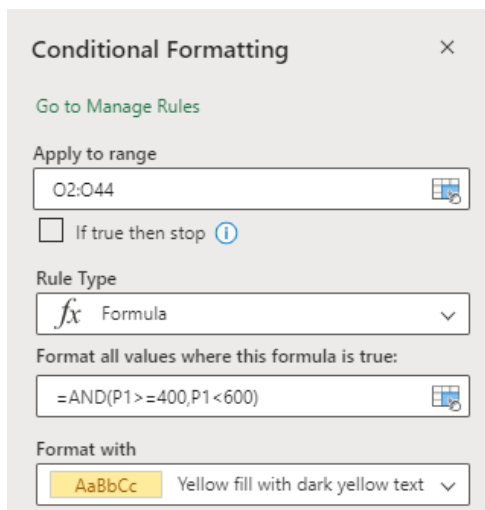 Conditional Formatting
Go to Manage Rules
Apply to range
O2:O44
If true then stop
Rule Type
fx Formula
Format all values where this formula is true:
=AND(P1>=400,P1<600)
Format with
AaBbCc Yellow fill with dark yellow text